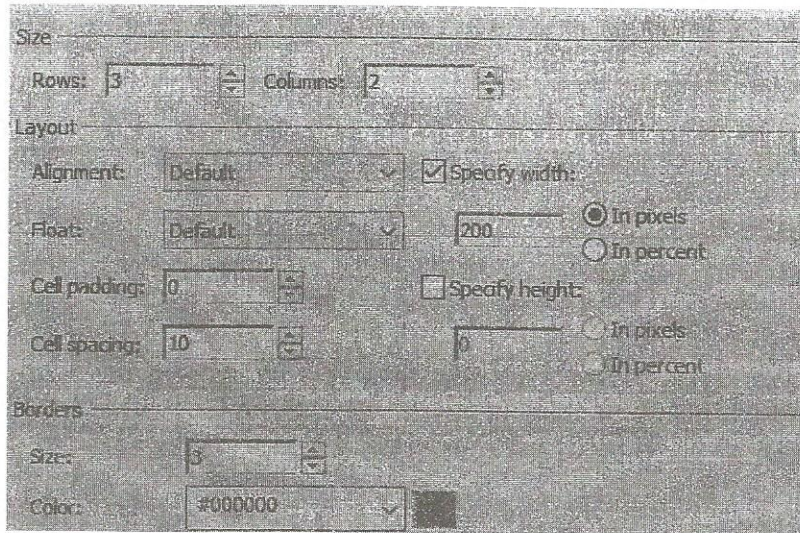 Size
Rows: 3 Columns: 2
Layout
Alignment: Default Specify width:
Float: Default 200 In pixels
In percent
Cell padding: 0 Specify height:
Cell spacing: 10 0 In pixels
In percent
Borders
Size: 3
Color: #000000